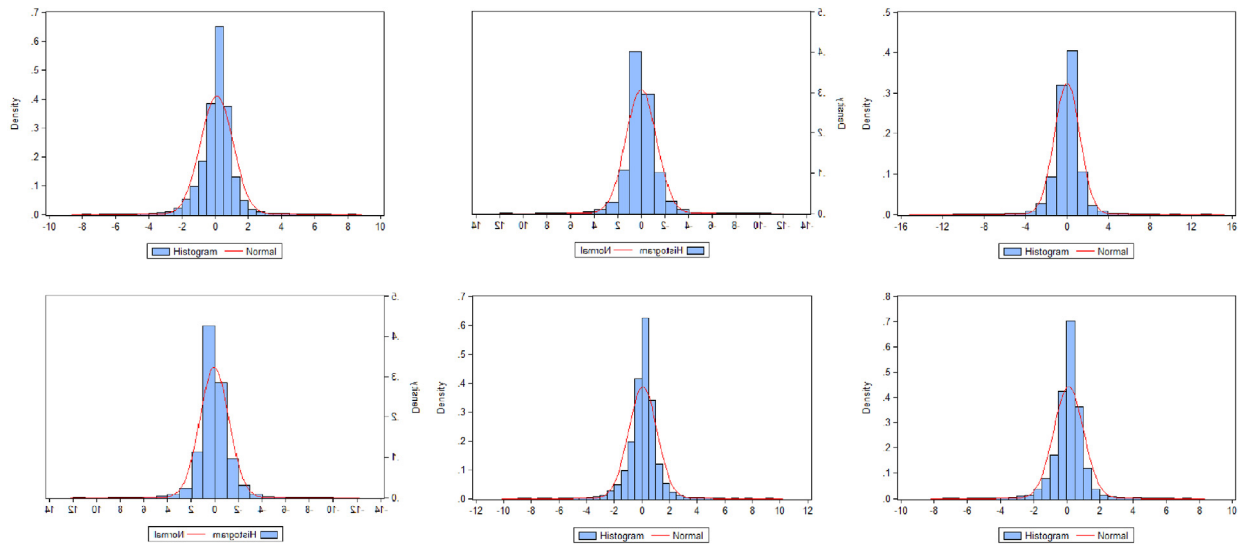 .7
.6
.5
.4
.3
.2
.1
.0
Density
-10 -8 -6 -4 -2 0 2 4 6 8 10
Histogram Normal
.5
.4
.3
.2
.1
.0
Density
14 12 10 8 6 4 2 0 -2 -4 -6 -8 -10 -12 -14
Normal Histogram
.5
.4
.3
.2
.1
.0
Density
-16 -12 -8 -4 0 4 8 12 16
Histogram Normal
.5
.4
.3
.2
.1
.0
Density
14 12 10 8 6 4 2 0 -2 -4 -6 -8 -10 -12 -14
Normal Histogram
.7
.6
.5
.4
.3
.2
.1
.0
Density
-12 -10 -8 -6 -4 -2 0 2 4 6 8 10 12
Histogram Normal
.8
.7
.6
.5
.4
.3
.2
.1
.0
Density
-10 -8 -6 -4 -2 0 2 4 6 8 10
Histogram Normal